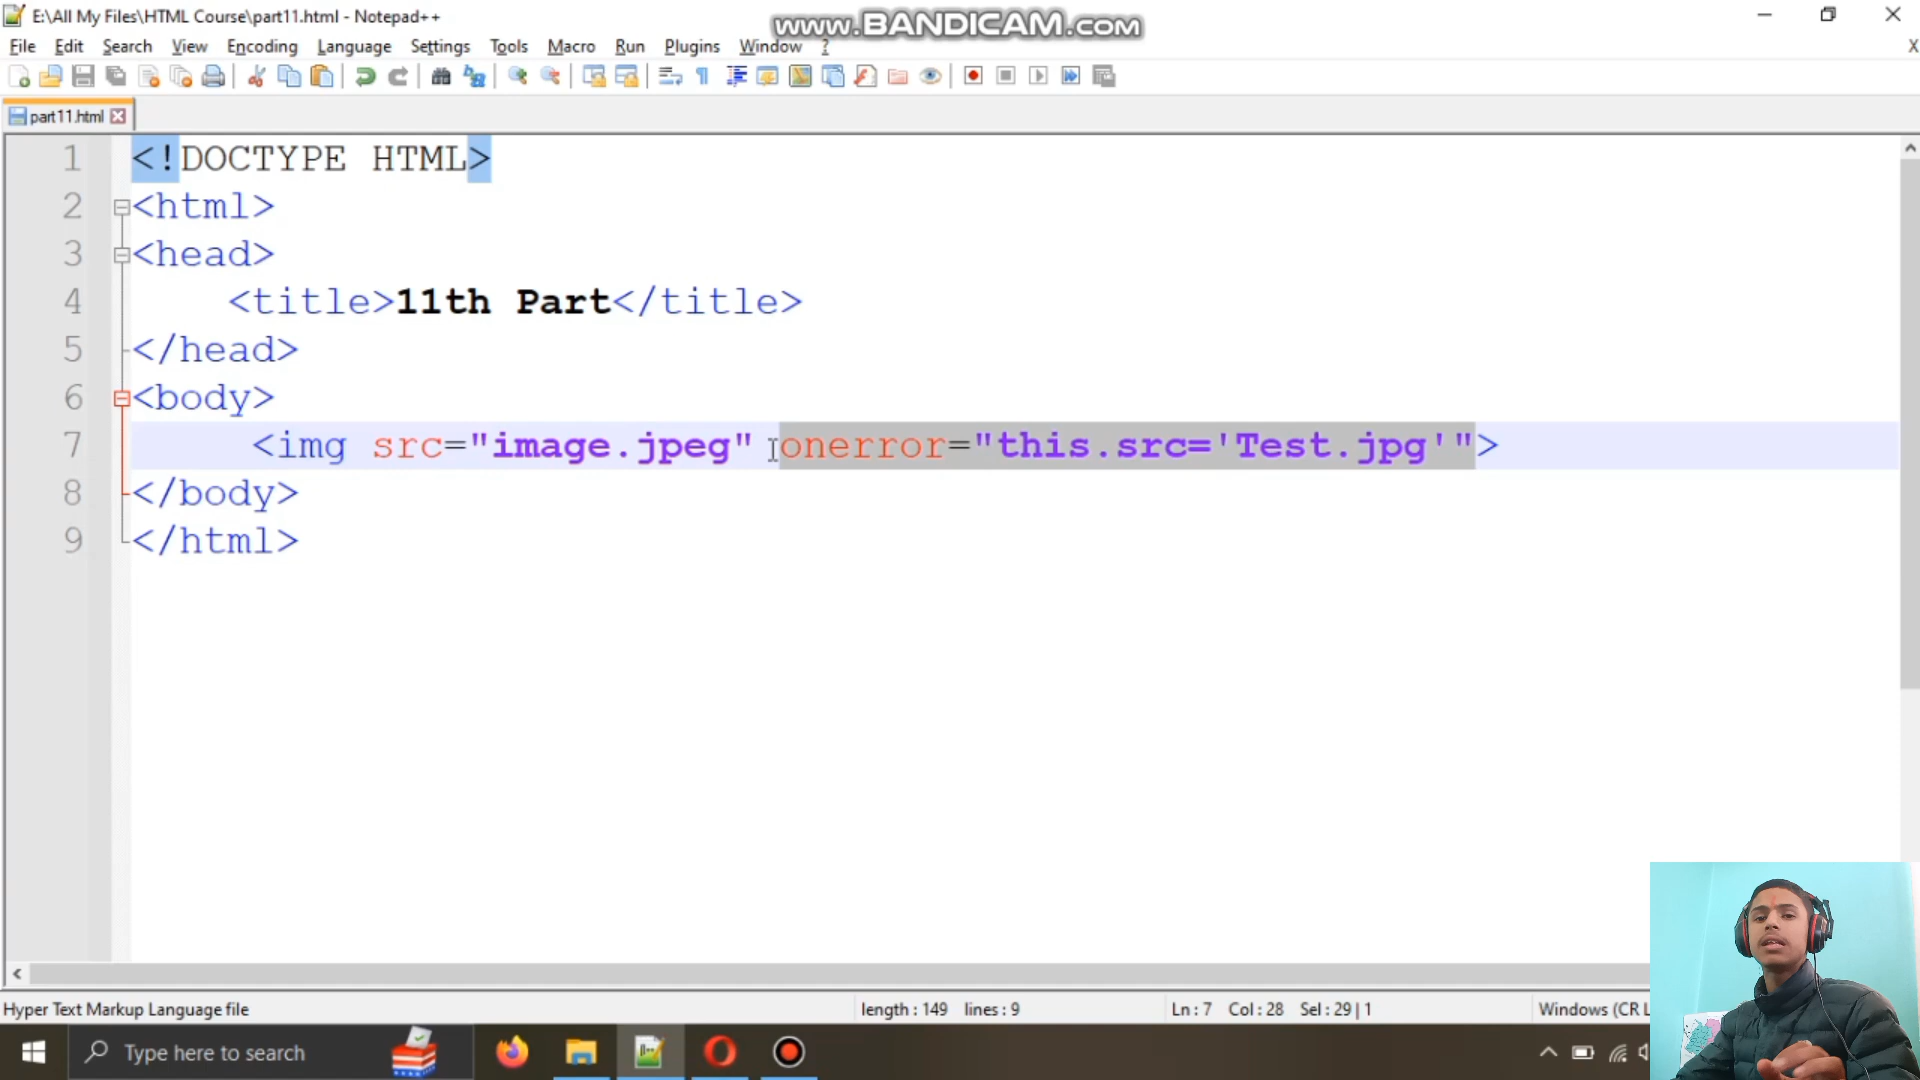 E:\All My Files\HTML Course\part11.html - Notepad++
www.BANDICAM.com
File Edit Search View Encoding Language Settings Tools Macro Run Plugins Window ?
X
part11.html
1 <!DOCTYPE HTML>
2 <html>
3 <head>
4 <title>11th Part</title>
5 </head>
6 <body>
7 <img src="image.jpeg" onerror="this.src='Test.jpg'">
8 </body>
9 </html>
Hyper Text Markup Language file length : 149 lines : 9 Ln : 7 Col : 28 Sel : 29 | 1 Windows (CR L
Type here to search